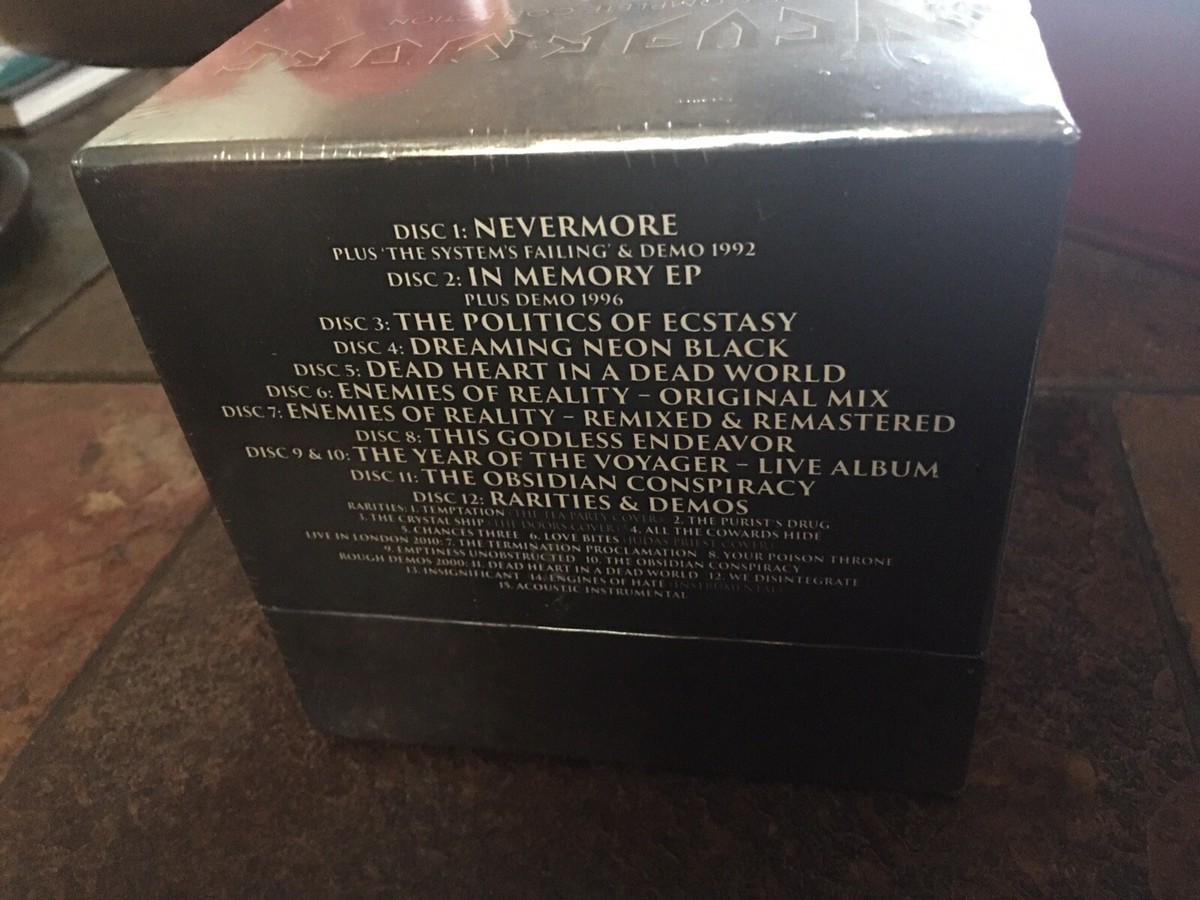 NEVERMORE
COMPLETE COLLECTION
DISC 1: NEVERMORE
PLUS 'THE SYSTEM'S FAILING' & DEMO 1992
DISC 2: IN MEMORY EP
PLUS DEMO 1996
DISC 3: THE POLITICS OF ECSTASY
DISC 4: DREAMING NEON BLACK
DISC 5: DEAD HEART IN A DEAD WORLD
DISC 6: ENEMIES OF REALITY – ORIGINAL MIX
DISC 7: ENEMIES OF REALITY – REMIXED & REMASTERED
DISC 8: THIS GODLESS ENDEAVOR
DISC 9 & 10: THE YEAR OF THE VOYAGER – LIVE ALBUM
DISC 11: THE OBSIDIAN CONSPIRACY
DISC 12: RARITIES & DEMOS
RARITIES: 1. TEMPTATION (THE TEA PARTY COVER) 2. THE PURIST'S DRUG
3. THE CRYSTAL SHIP (THE DOORS COVER) 4. ALL THE COWARDS HIDE
5. CHANCES THREE 6. LOVE BITES (JUDAS PRIEST COVER)
LIVE IN LONDON 2010: 7. THE TERMINATION PROCLAMATION 8. YOUR POISON THRONE
9. EMPTINESS UNOBSTRUCTED 10. THE OBSIDIAN CONSPIRACY
ROUGH DEMOS 2000: 11. DEAD HEART IN A DEAD WORLD 12. WE DISINTEGRATE
13. INSIGNIFICANT 14. ENGINES OF HATE (INSTRUMENTAL)
15. ACOUSTIC INSTRUMENTAL